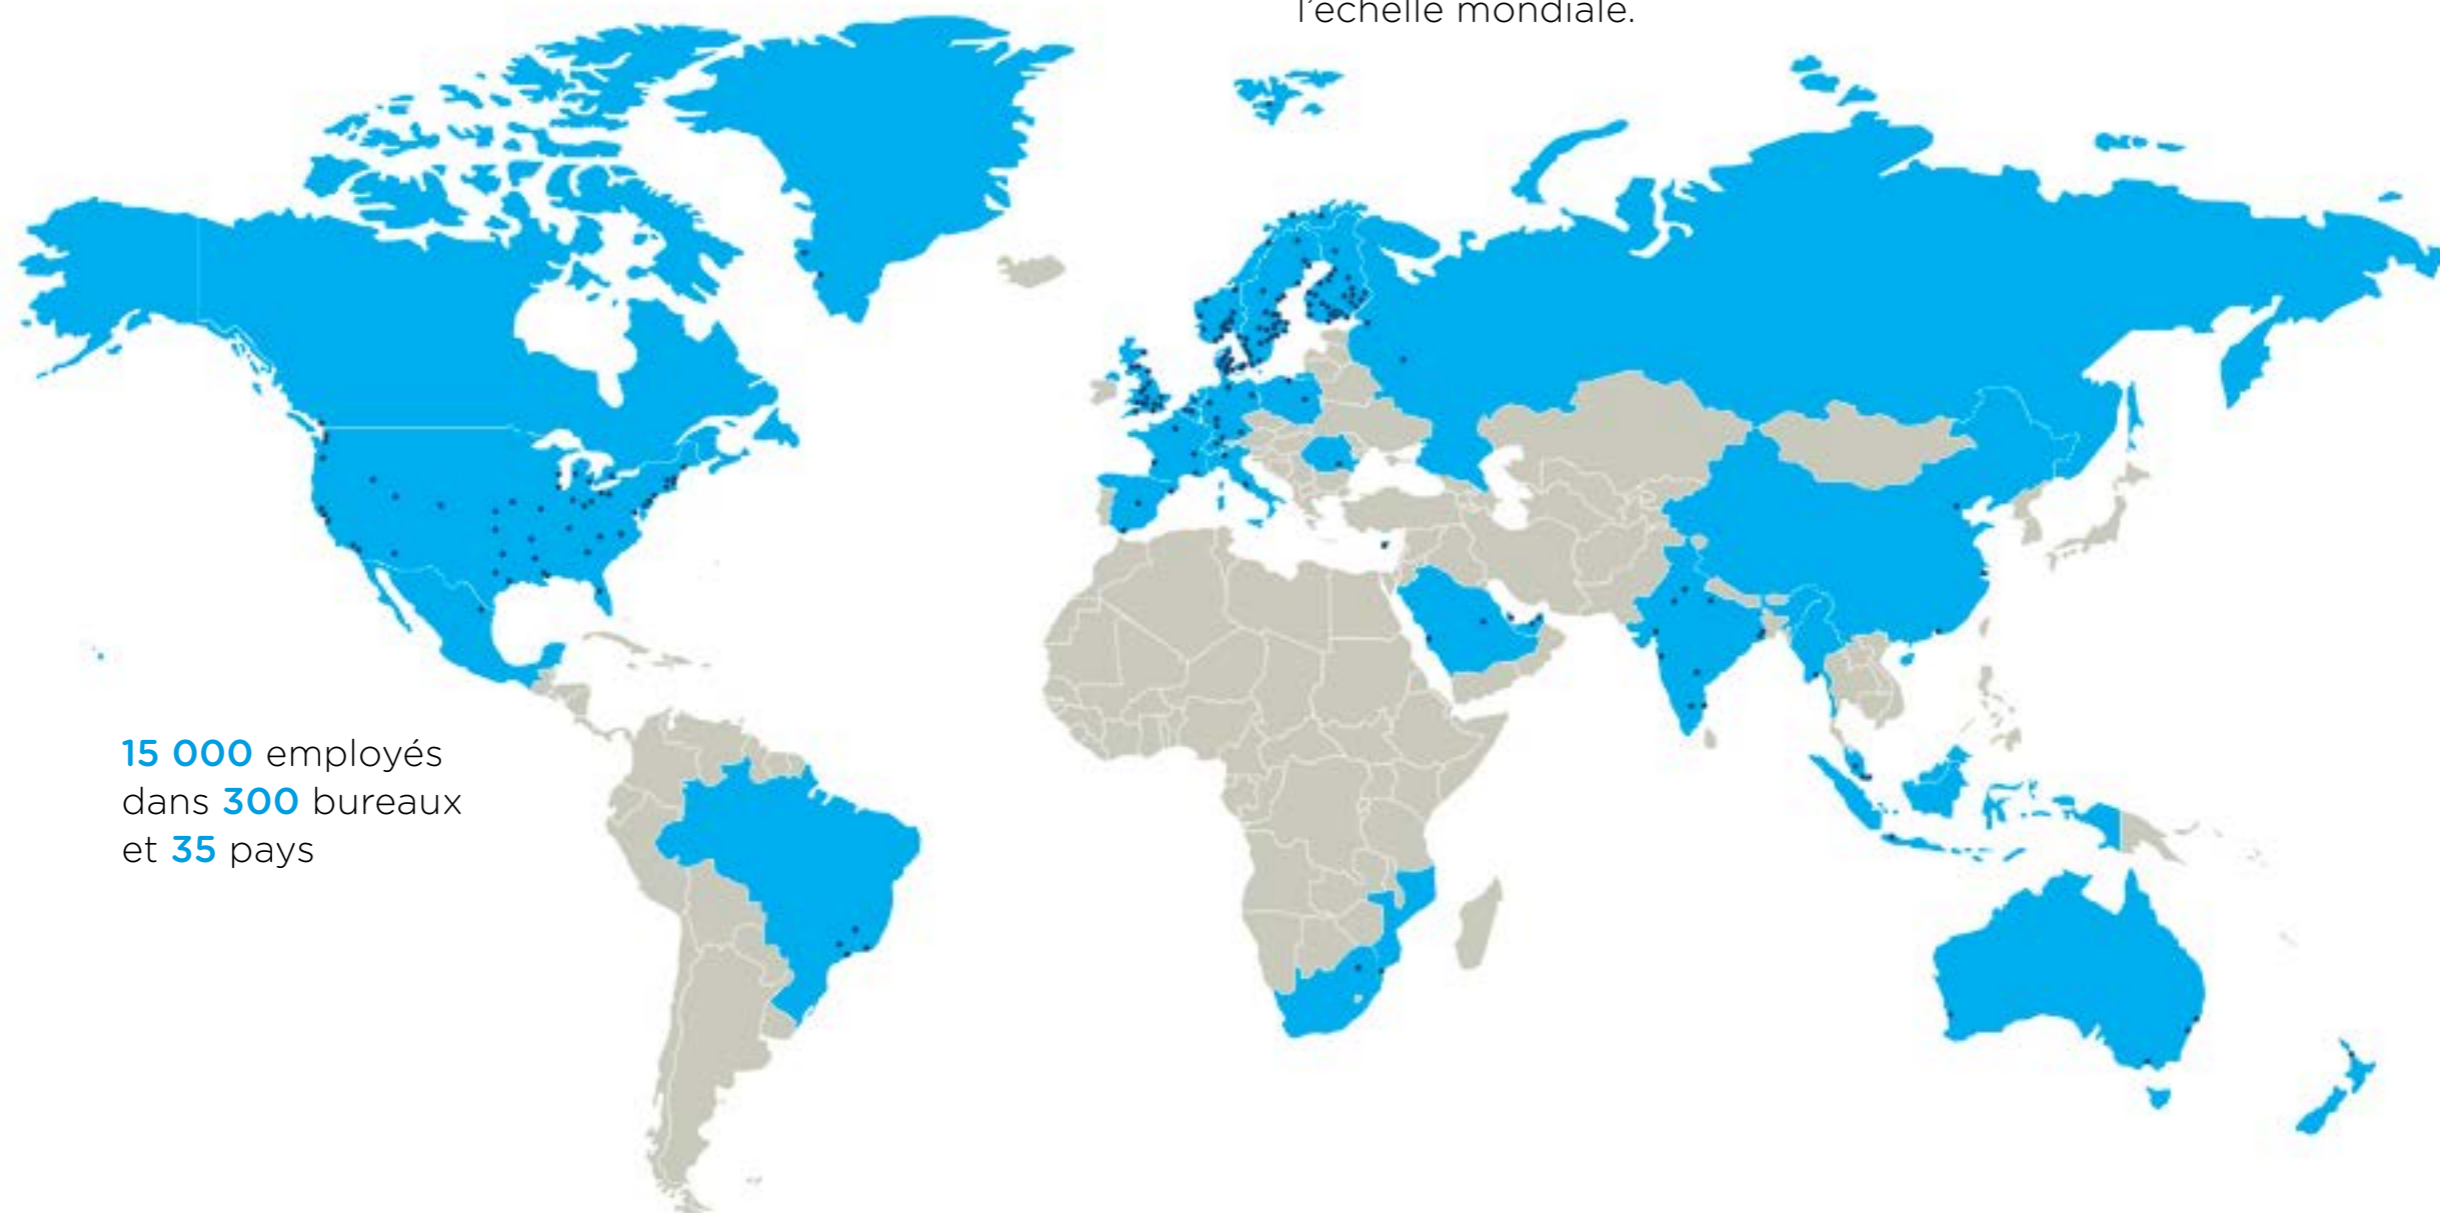 l'échelle mondiale.
15 000 employés
dans 300 bureaux
et 35 pays